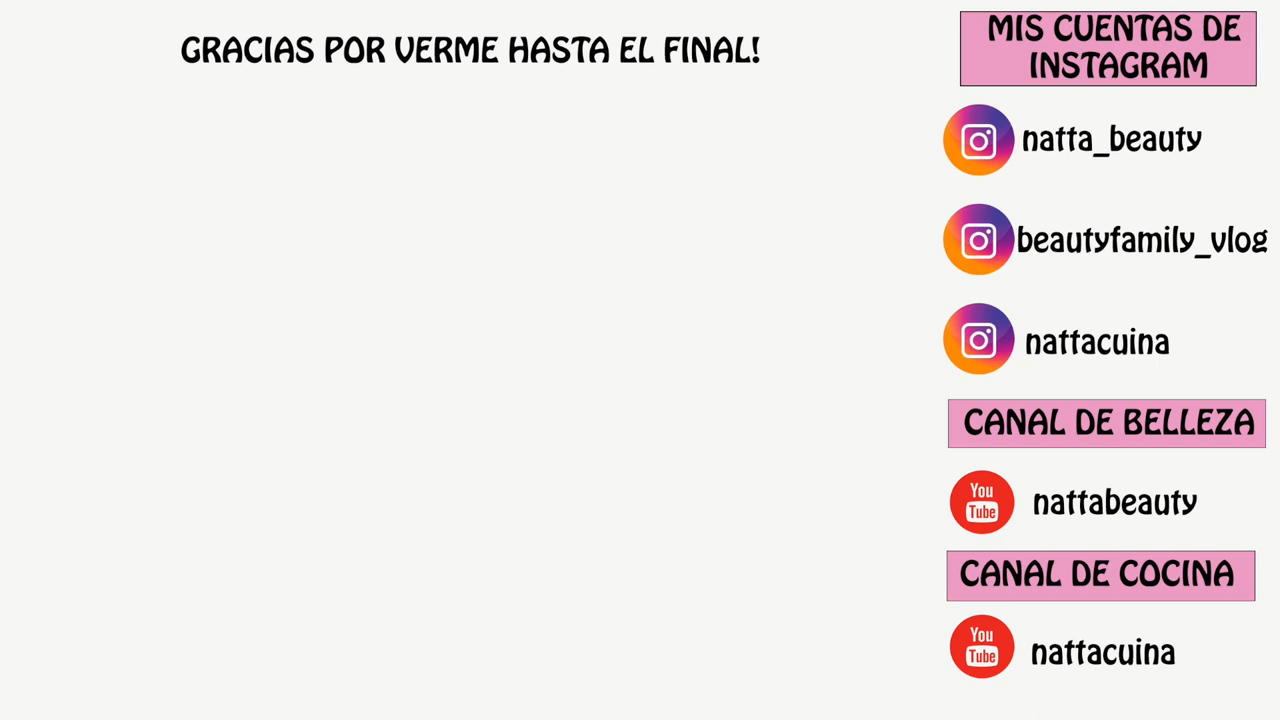 GRACIAS POR VERME HASTA EL FINAL!
MIS CUENTAS DE
INSTAGRAM
natta_beauty
beautyfamily_vlog
nattacuina
CANAL DE BELLEZA
You
Tube
nattabeauty
CANAL DE COCINA
You
Tube
nattacuina